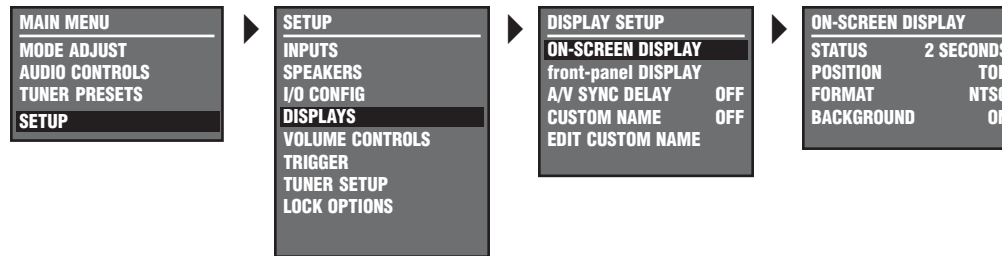 MAIN MENU
MODE ADJUST
AUDIO CONTROLS
TUNER PRESETS
SETUP
SETUP
INPUTS
SPEAKERS
I/O CONFIG
DISPLAYS
VOLUME CONTROLS
TRIGGER
TUNER SETUP
LOCK OPTIONS
DISPLAY SETUP
ON-SCREEN DISPLAY
front-panel DISPLAY
A/V SYNC DELAY OFF
CUSTOM NAME OFF
EDIT CUSTOM NAME
ON-SCREEN DISPLAY
STATUS 2 SECONDS
POSITION
FORMAT
BACKGROUND